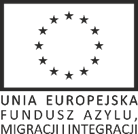 UNIA EUROPEJSKA
FUNDUSZ AZYLU,
MIGRACJI I INTEGRACJI